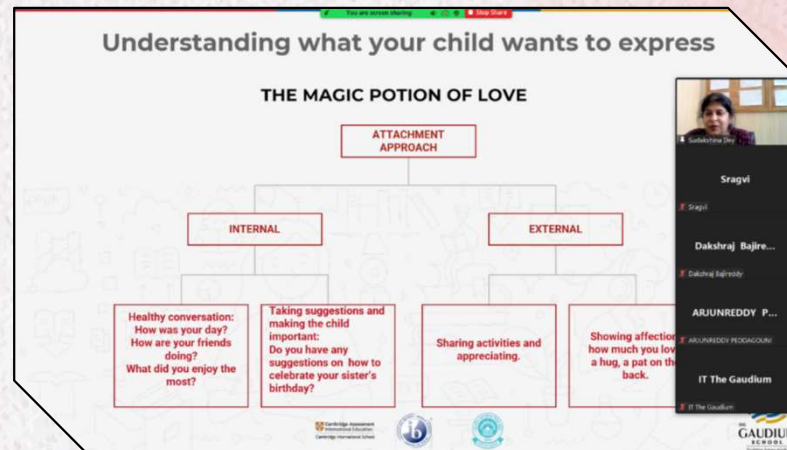 You are screen sharing
Stop Share
Understanding what your child wants to express
THE MAGIC POTION OF LOVE
ATTACHMENT
APPROACH
INTERNAL
EXTERNAL
Healthy conversation:
How was your day?
How are your friends
doing?
What did you enjoy the
most?
Taking suggestions and
making the child
important:
Do you have any
suggestions on how to
celebrate your sister's
birthday?
Sharing activities and
appreciating.
Showing affection
how much you lov
a hug, a pat on th
back.
Sudakshina Dey
Sragvi
Sragvi
Dakshraj Bajire...
Dakshraj Bajireddy
ARJUNREDDY P...
ARJUNREDDY PEDDAGOUNI
IT The Gaudium
IT The Gaudium
Cambridge Assessment
International Education
Cambridge International School
ib
THE
GAUDIU
SCHOOL